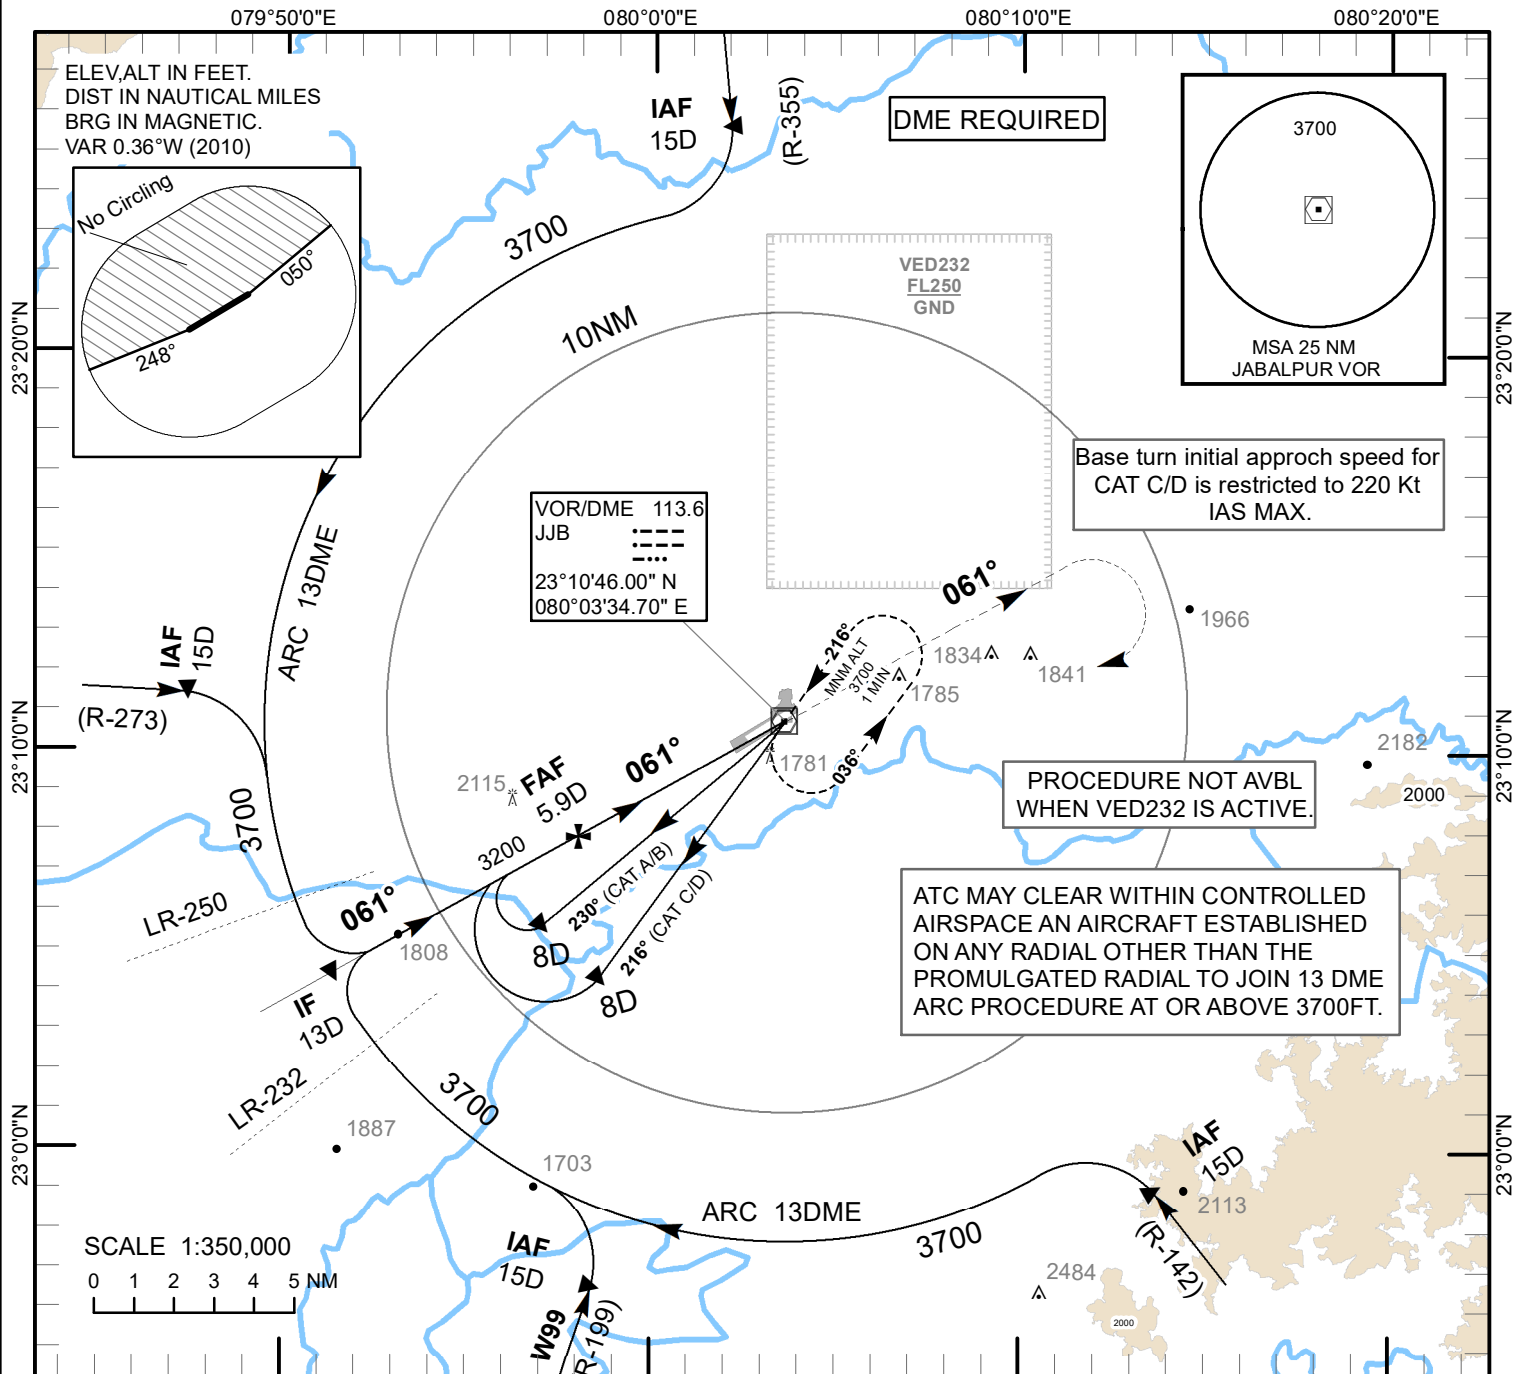 079°50'0"E
080°0'0"E
080°10'0"E
080°20'0"E
ELEV,ALT IN FEET.
DIST IN NAUTICAL MILES
BRG IN MAGNETIC.
VAR 0.36°W (2010)
No Circling
050°
248°
IAF
15D
(R-355)
DME REQUIRED
3700
MSA 25 NM
JABALPUR VOR
3700
10NM
VED232
FL250
GND
23°20'0"N
23°20'0"N
Base turn initial approch speed for
CAT C/D is restricted to 220 Kt
IAS MAX.
VOR/DME 113.6
JJB
23°10'46.00" N
080°03'34.70" E
ARC 13DME
061°
IAF
15D
(R-273)
216°
MNM ALT
3700
1 MIN
036°
1834
1841
1785
1966
1781
23°10'0"N
23°10'0"N
2115
FAF
5.9D
061°
2182
2000
PROCEDURE NOT AVBL
WHEN VED232 IS ACTIVE.
3700
3200
230° (CAT A/B)
216° (CAT C/D)
8D
8D
LR-250
061°
1808
IF
13D
LR-232
ATC MAY CLEAR WITHIN CONTROLLED
AIRSPACE AN AIRCRAFT ESTABLISHED
ON ANY RADIAL OTHER THAN THE
PROMULGATED RADIAL TO JOIN 13 DME
ARC PROCEDURE AT OR ABOVE 3700FT.
3700
1887
1703
23°0'0"N
23°0'0"N
IAF
15D
2113
(R-142)
ARC 13DME
3700
IAF
15D
W99
(R-199)
2484
2000
SCALE 1:350,000
0 1 2 3 4 5 NM